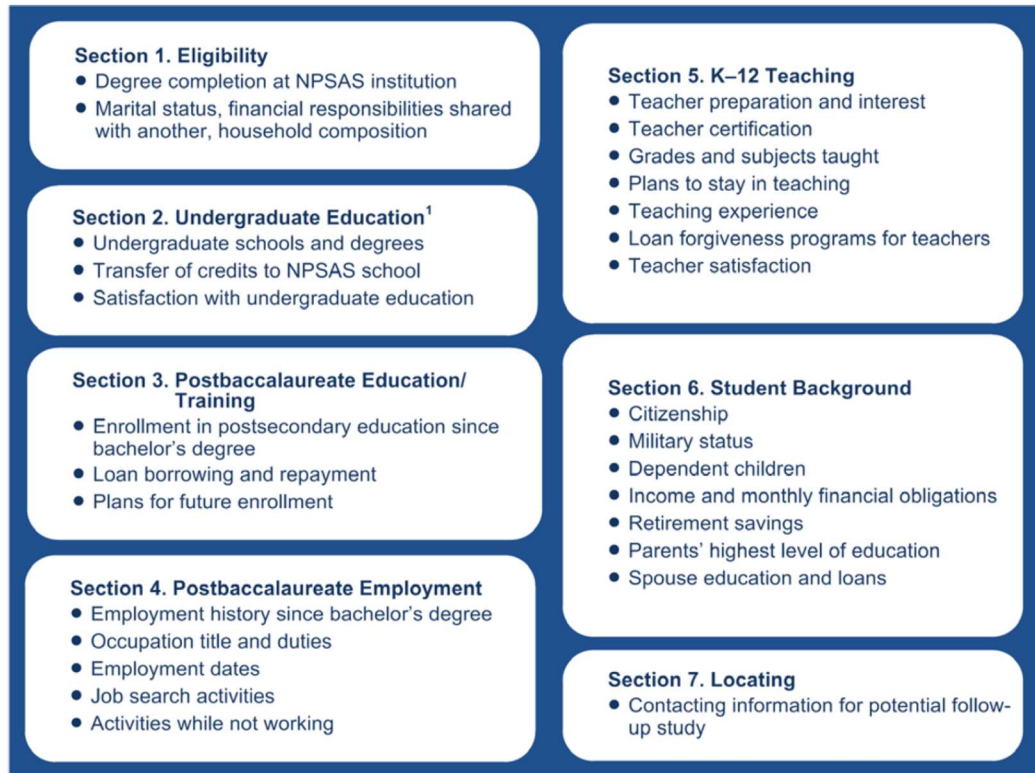 Section 1. Eligibility
● Degree completion at NPSAS institution
● Marital status, financial responsibilities shared
with another, household composition
Section 2. Undergraduate Education¹
● Undergraduate schools and degrees
● Transfer of credits to NPSAS school
● Satisfaction with undergraduate education
Section 3. Postbaccalaureate Education/
Training
● Enrollment in postsecondary education since
bachelor’s degree
● Loan borrowing and repayment
● Plans for future enrollment
Section 4. Postbaccalaureate Employment
● Employment history since bachelor’s degree
● Occupation title and duties
● Employment dates
● Job search activities
● Activities while not working
Section 5. K–12 Teaching
● Teacher preparation and interest
● Teacher certification
● Grades and subjects taught
● Plans to stay in teaching
● Teaching experience
● Loan forgiveness programs for teachers
● Teacher satisfaction
Section 6. Student Background
● Citizenship
● Military status
● Dependent children
● Income and monthly financial obligations
● Retirement savings
● Parents’ highest level of education
● Spouse education and loans
Section 7. Locating
● Contacting information for potential follow-
up study